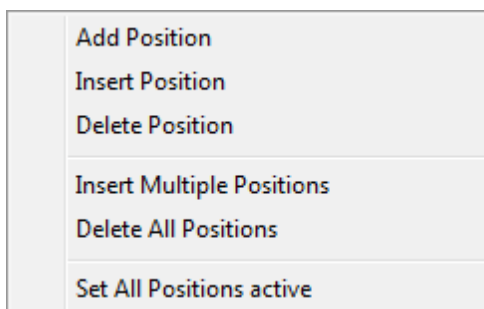 Add Position
Insert Position
Delete Position
Insert Multiple Positions
Delete All Positions
Set All Positions active